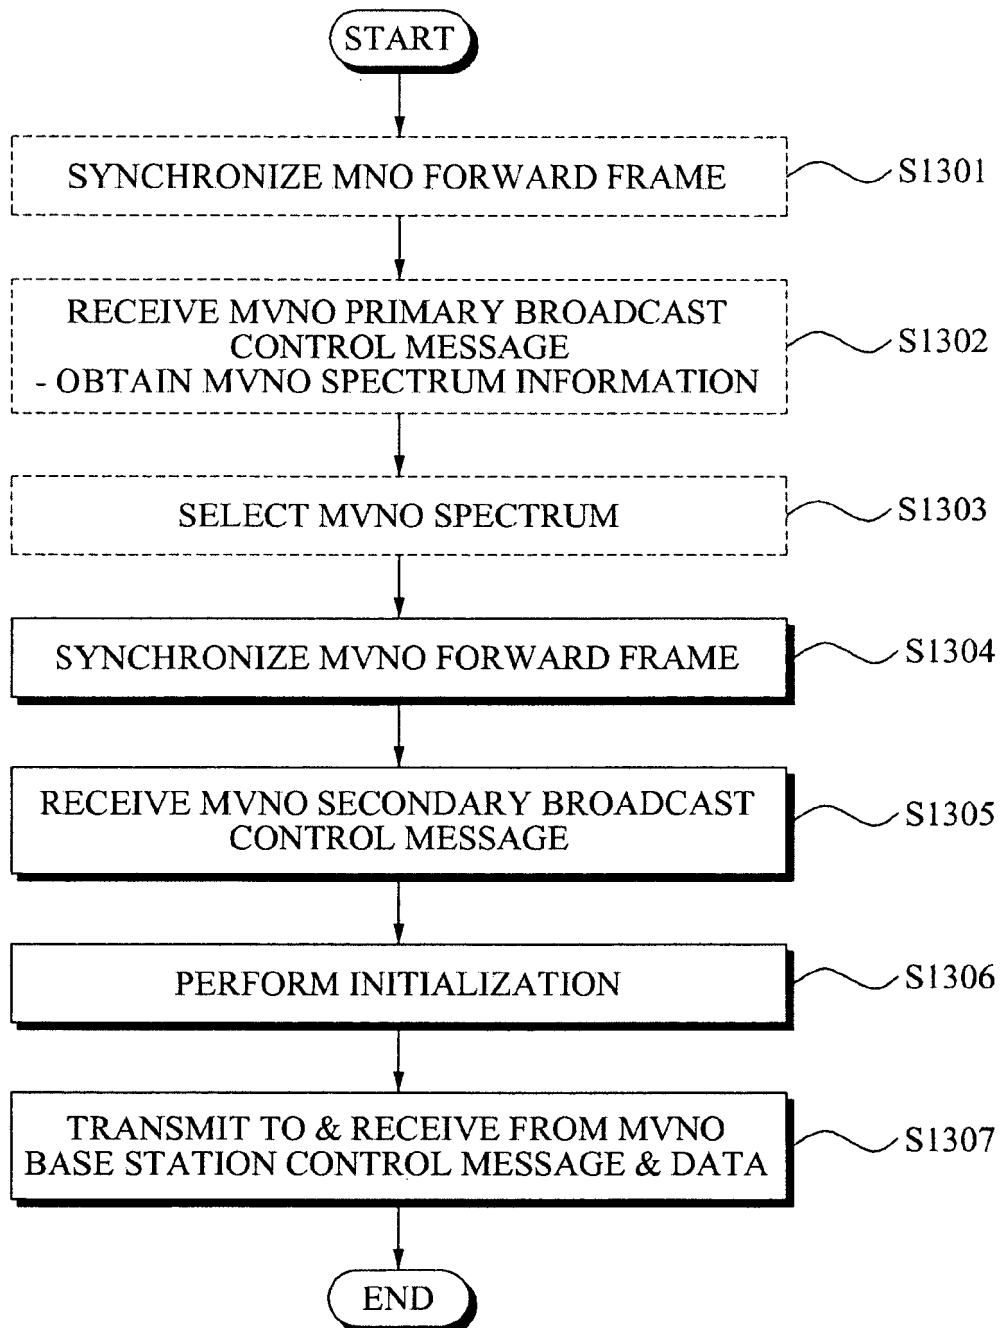 START
SYNCHRONIZE MNO FORWARD FRAME
S1301
RECEIVE MVNO PRIMARY BROADCAST
CONTROL MESSAGE
- OBTAIN MVNO SPECTRUM INFORMATION
S1302
SELECT MVNO SPECTRUM
S1303
SYNCHRONIZE MVNO FORWARD FRAME
S1304
RECEIVE MVNO SECONDARY BROADCAST
CONTROL MESSAGE
S1305
PERFORM INITIALIZATION
S1306
TRANSMIT TO & RECEIVE FROM MVNO
BASE STATION CONTROL MESSAGE & DATA
S1307
END